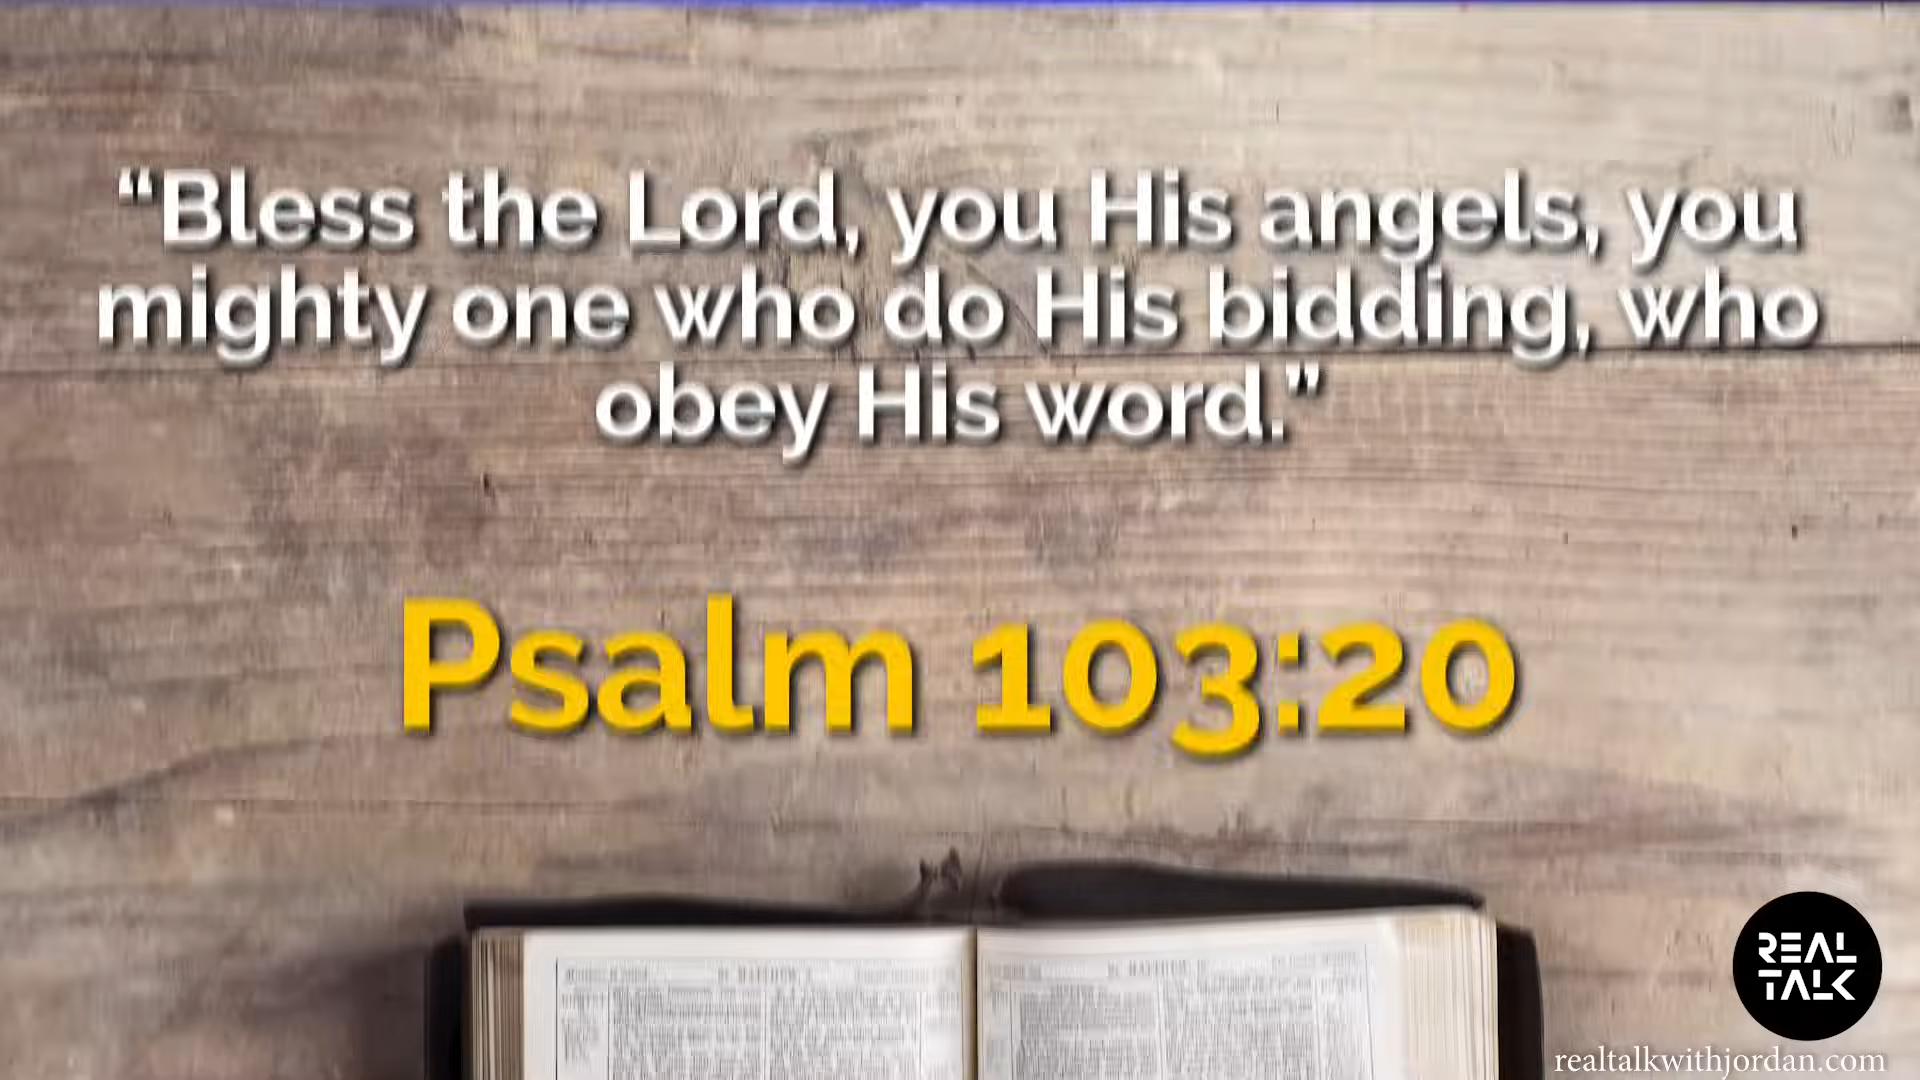 “Bless the Lord, you His angels, you
mighty one who do His bidding, who
obey His word.”
Psalm 103:20
REAL
TALK
realtalkwithjordan.com